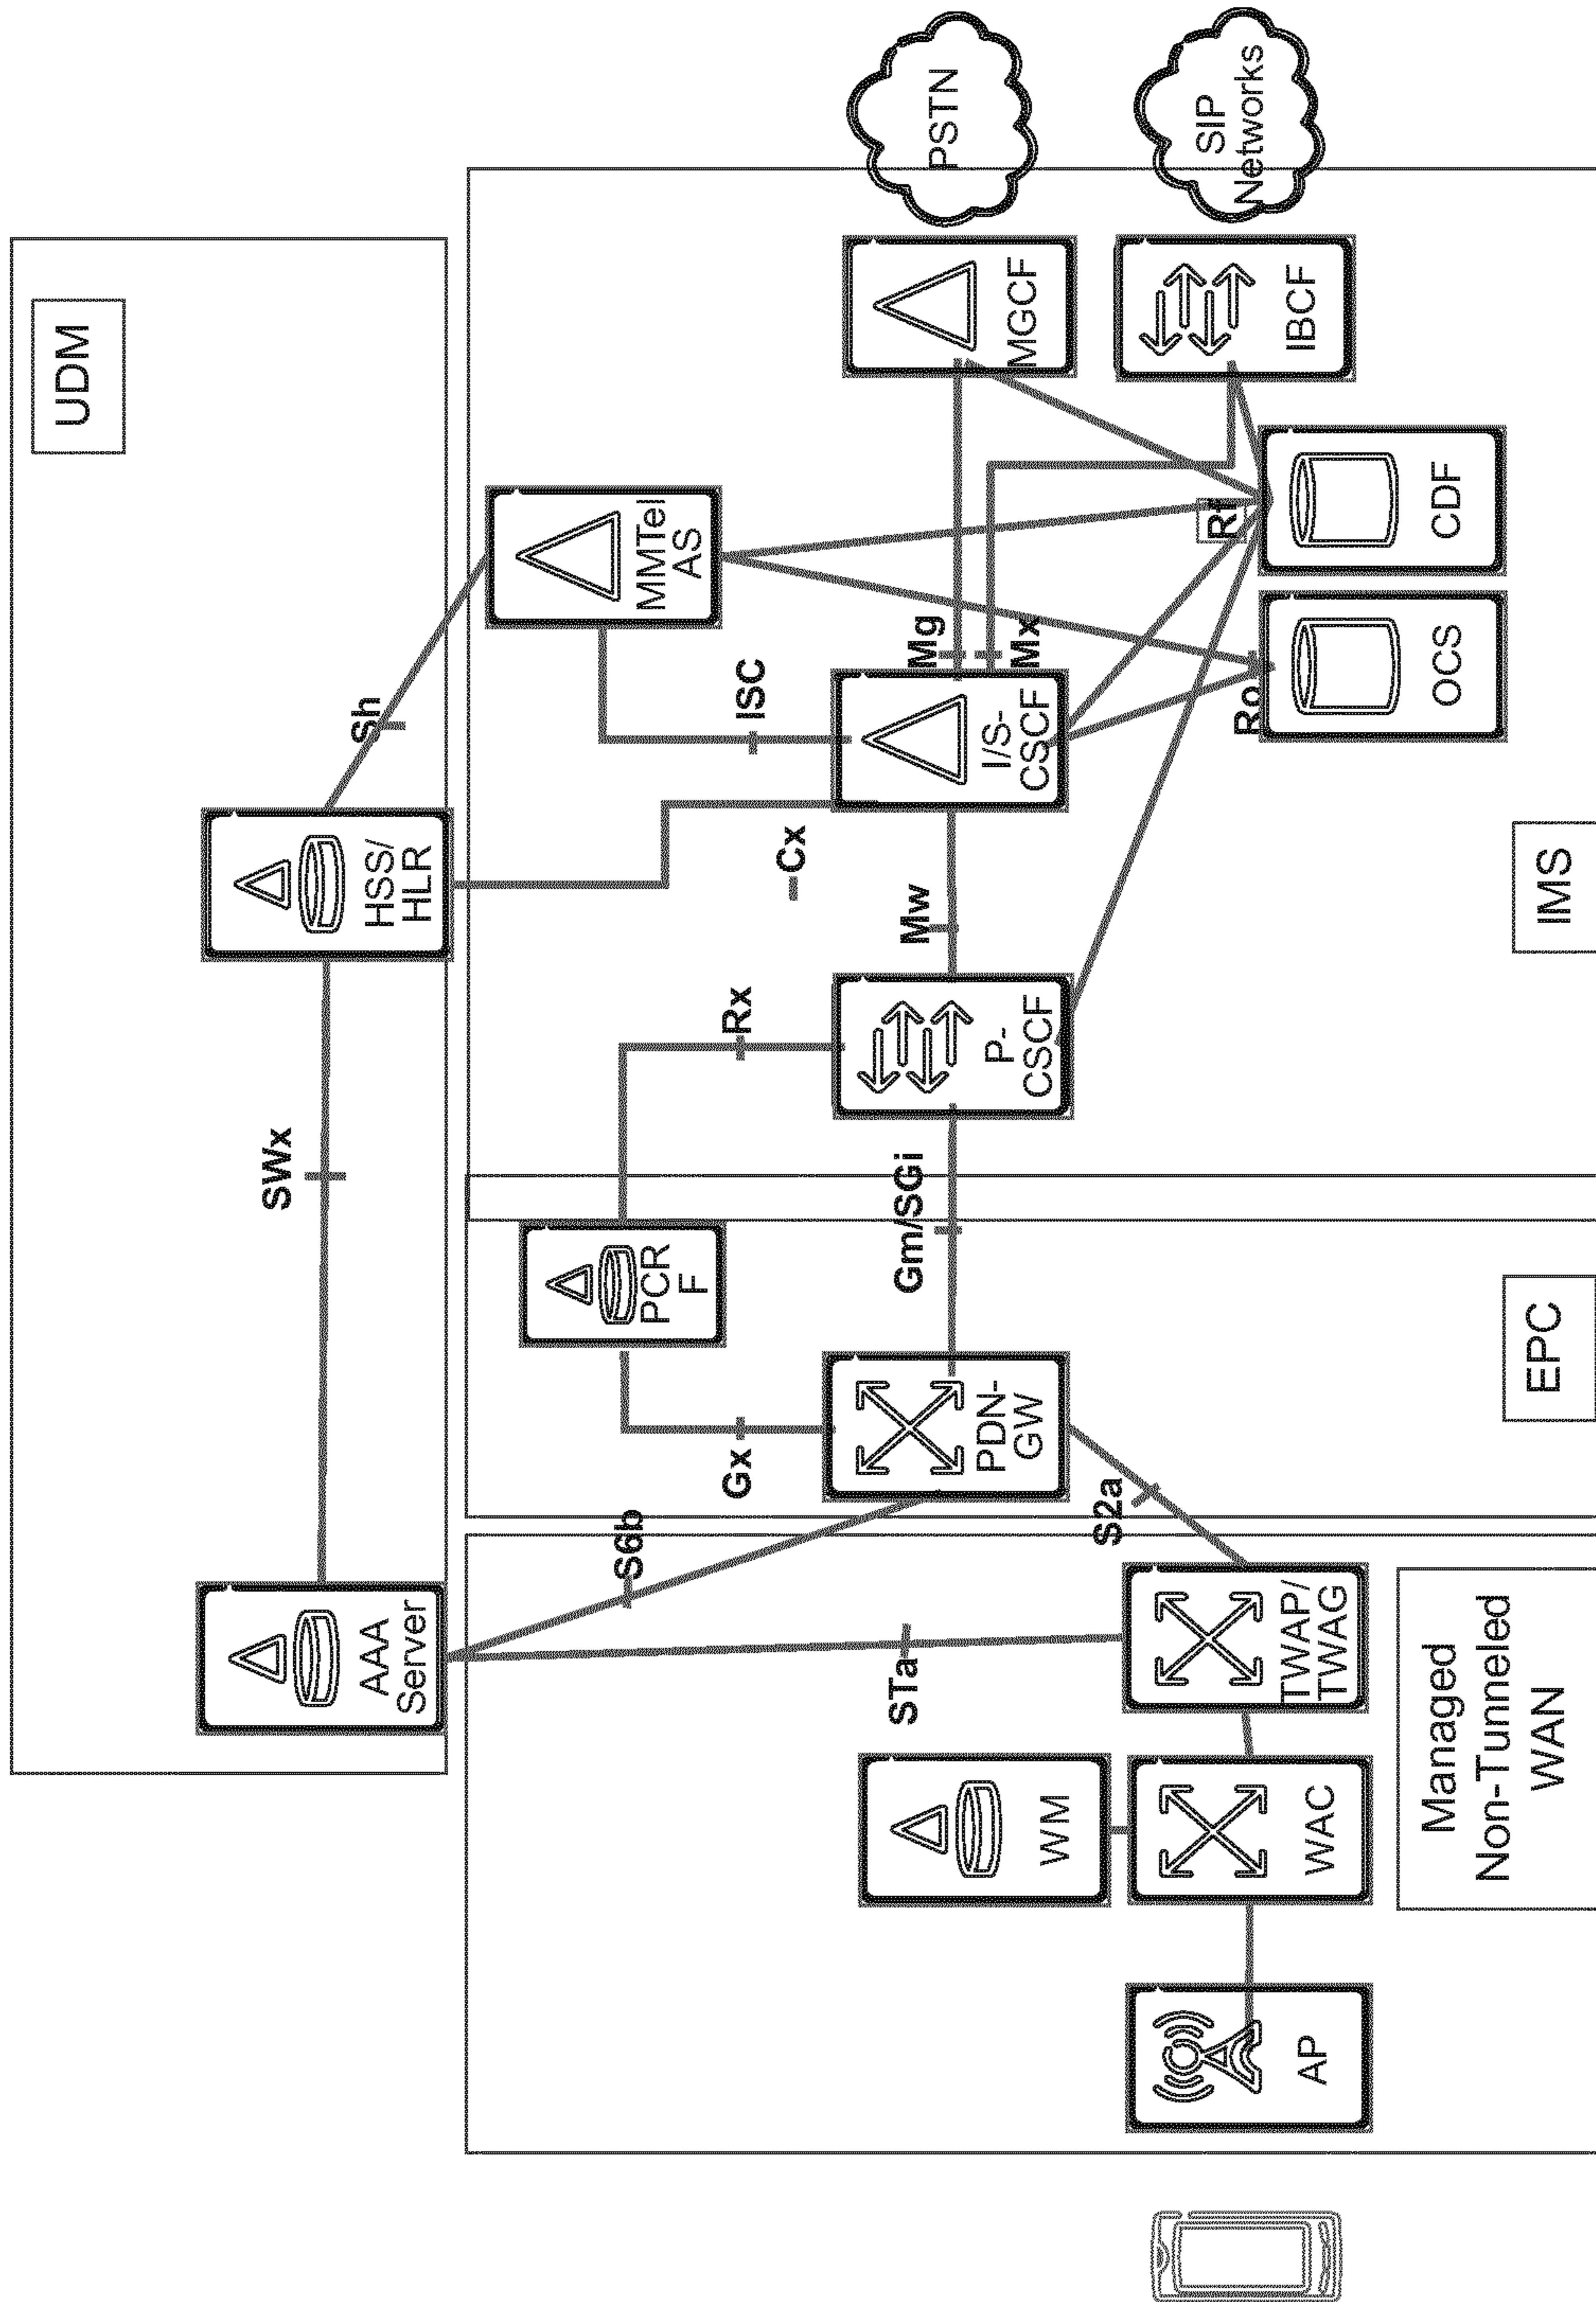 UDM
AAA
Server
SWx
HSS/
HLR
Sh
S6b
STa
Gx
PCR
F
Rx
Cx
ISC
MMTel
AS
WM
AP
WAC
TWAP/
TWAG
S2a
PDN-
GW
Gm/SGi
P-
CSCF
Mw
I/S-
CSCF
Mg
Mx
MGCF
PSTN
IBCF
SIP
Networks
Ro
Rf
OCS
CDF
Managed
Non-Tunneled
WAN
EPC
IMS